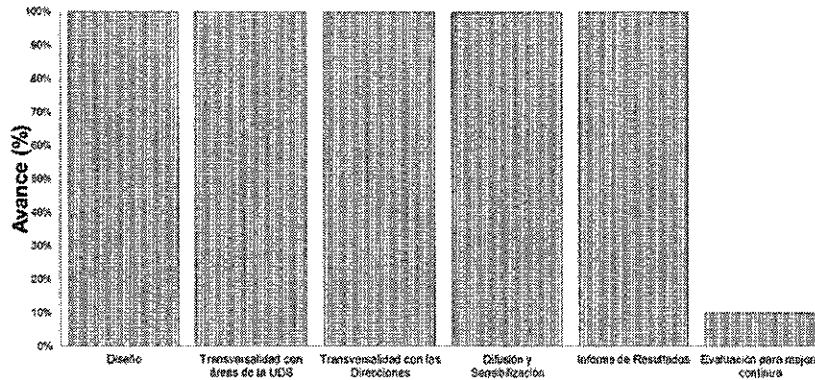 Avance (%)
100%
90%
80%
70%
60%
50%
40%
30%
20%
10%
0%
Diseño
Transversalidad con
áreas de la UDS
Transversalidad con las
Direcciones
Difusión y
Sensibilización
Informe de Resultados
Evaluación para mejora
continua